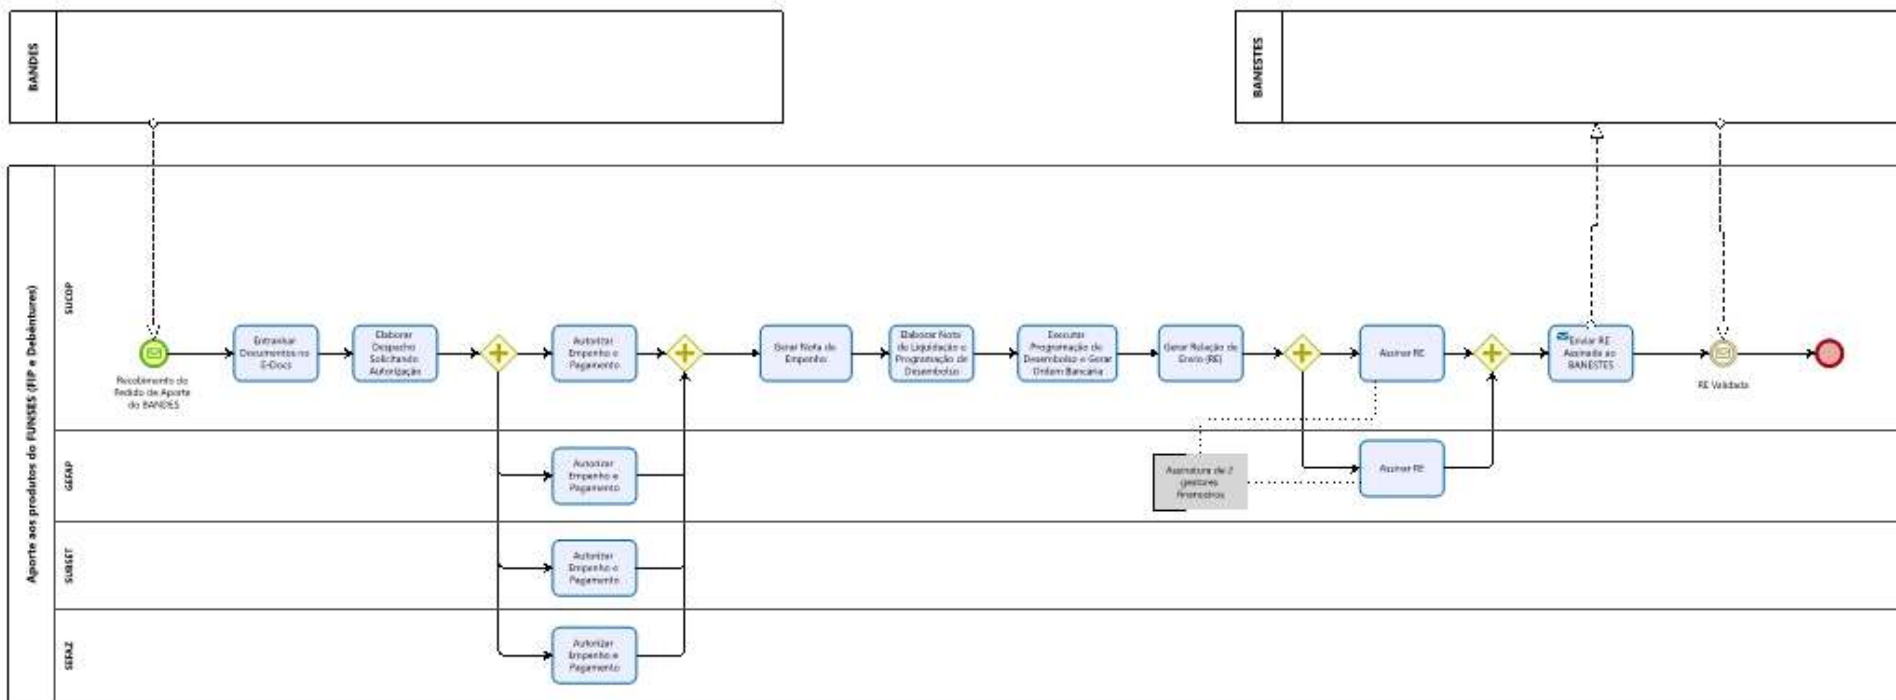 BANDES
BANESTES
Aporte aos produtos do FUNSES (FIP e Debêntures)
SUCOP
Recebimento do
Pedido de Aporte
do BANDES
Entranhar
Documentos no
E-Docs
Elaborar
Despacho
Solicitando
Autorização
Autorizar
Empenho e
Pagamento
Gerar Nota de
Empenho
Elaborar Nota
de Liquidação e
Programação de
Desembolso
Executar
Programação de
Desembolso e Gerar
Ordem Bancária
Gerar Relação de
Envio (RE)
Assinar RE
Enviar RE
Assinada ao
BANESTES
RE Validada
GEFAP
Autorizar
Empenho e
Pagamento
Assinatura de 2
gestores
financeiros
Assinar RE
SUBSET
Autorizar
Empenho e
Pagamento
SEFAZ
Autorizar
Empenho e
Pagamento